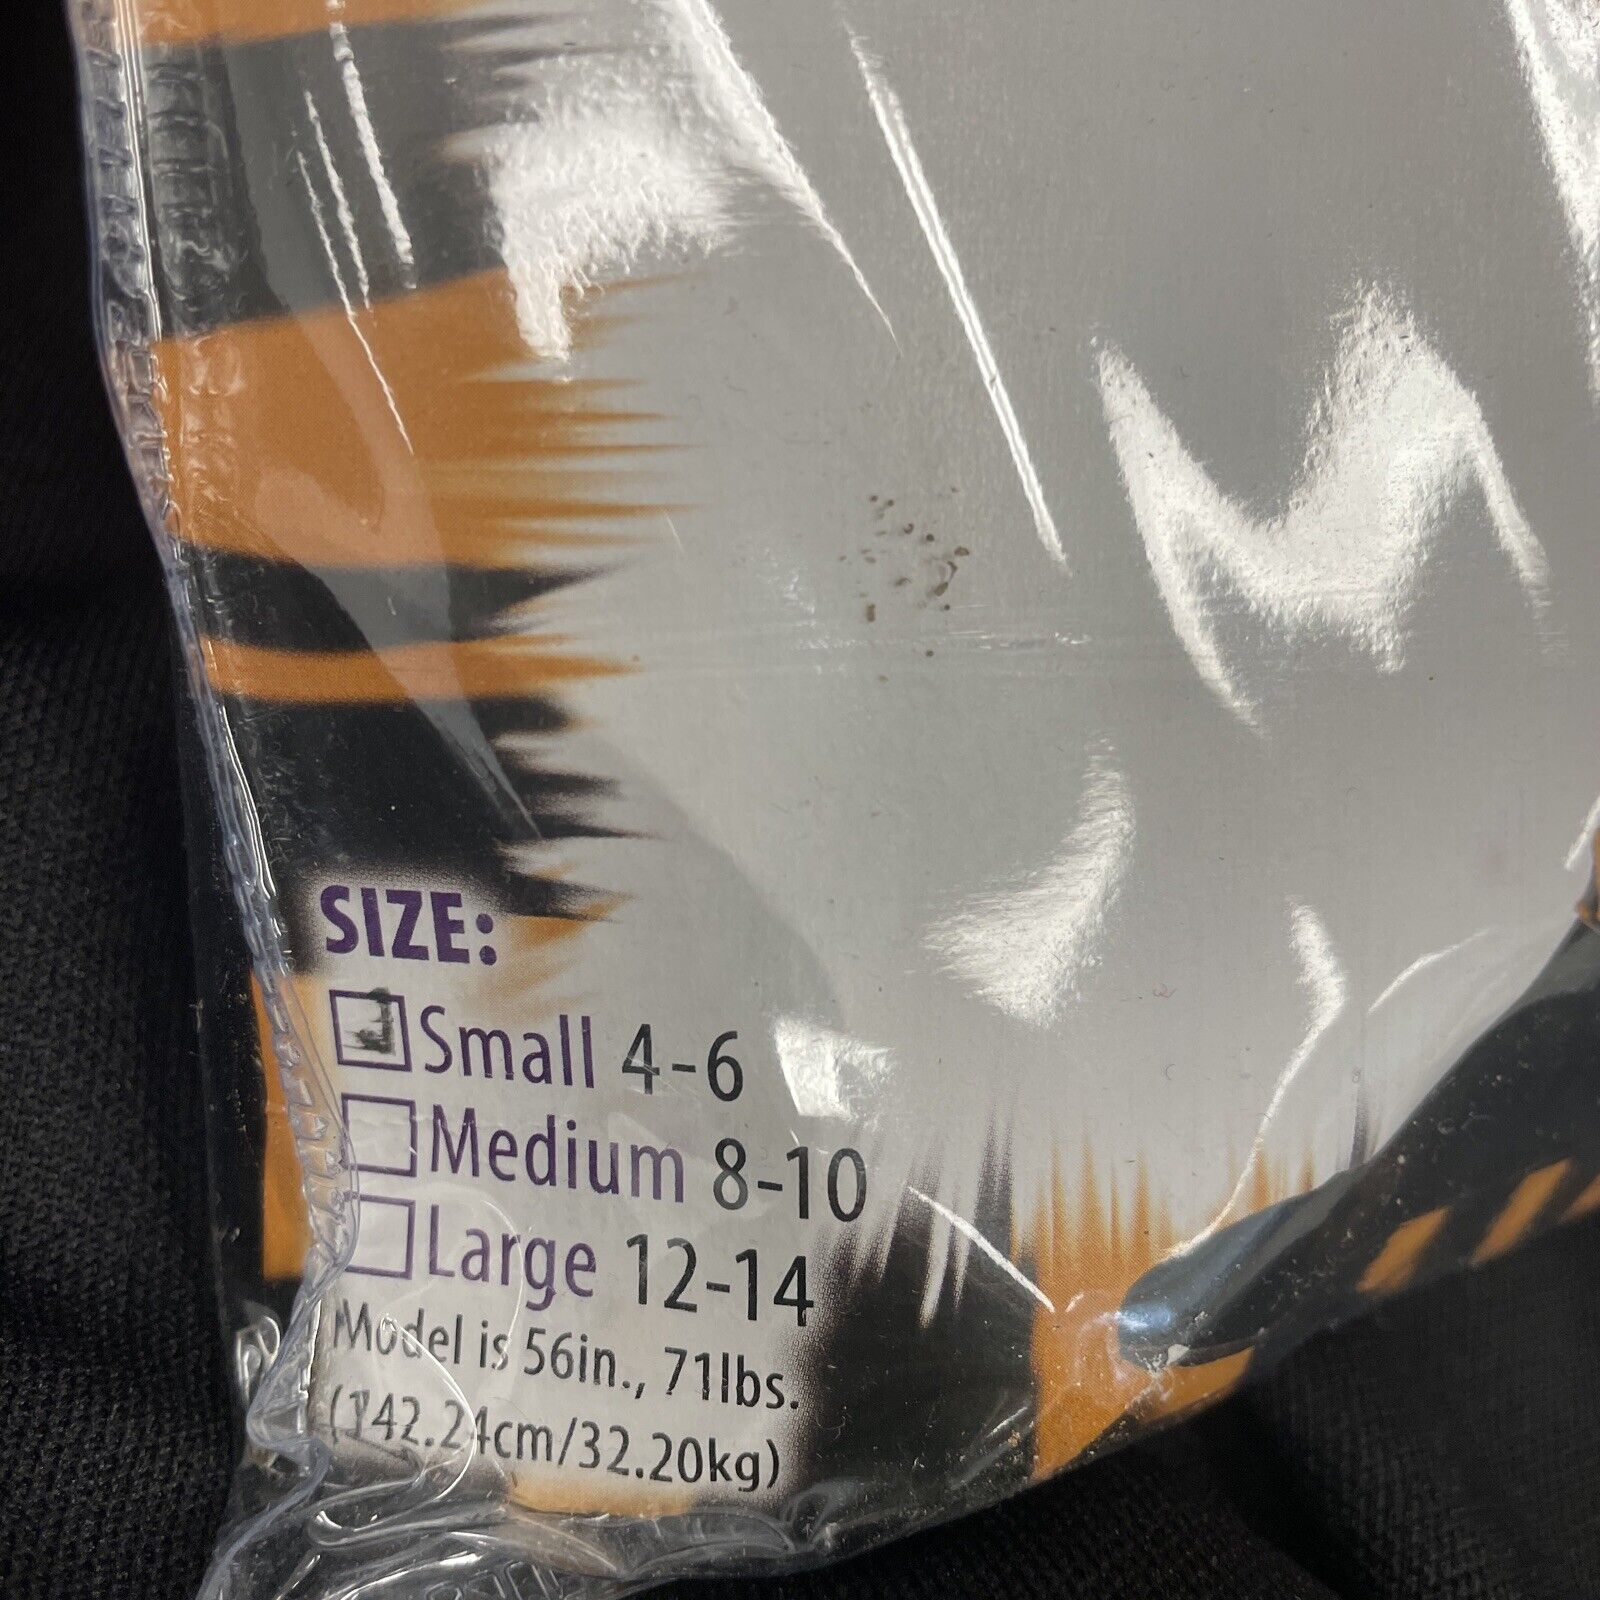 SIZE:
Small 4-6
Medium 8-10
Large 12-14
Model is 56in., 71lbs.
(142.24cm/32.20kg)